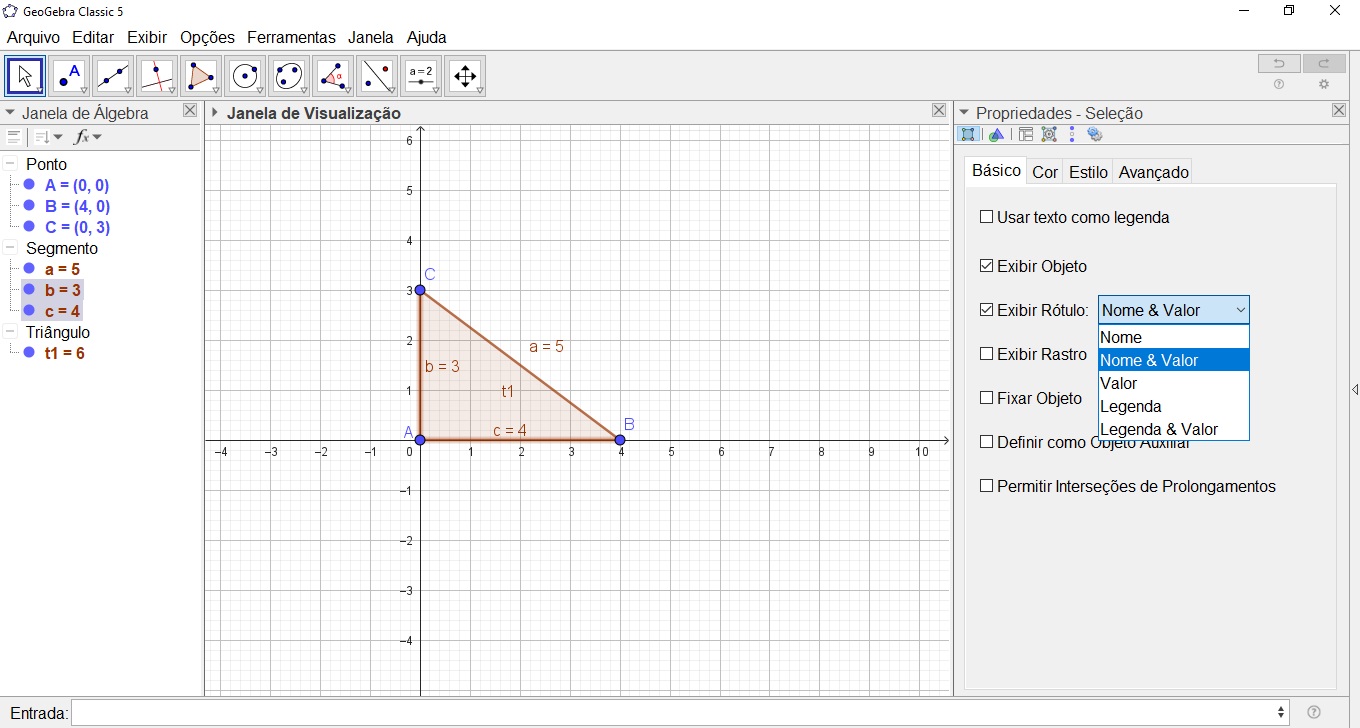 GeoGebra Classic 5
Arquivo Editar Exibir Opções Ferramentas Janela Ajuda
A
α
a=2
Janela de Álgebra
fx
Ponto
A = (0, 0)
B = (4, 0)
C = (0, 3)
Segmento
a = 5
b = 3
c = 4
Triângulo
t1 = 6
Janela de Visualização
6
5
4
3
2
1
0
–1
–2
–3
–4
–4 –3 –2 –1 0 1 2 3 4 5 6 7 8 9 10
C
a = 5
b = 3
t1
c = 4
A
B
Propriedades - Seleção
Básico Cor Estilo Avançado
Usar texto como legenda
Exibir Objeto
Exibir Rótulo: Nome & Valor
Nome
Nome & Valor
Valor
Legenda
Legenda & Valor
Exibir Rastro
Fixar Objeto
Definir como Objeto Auxiliar
Permitir Interseções de Prolongamentos
Entrada: